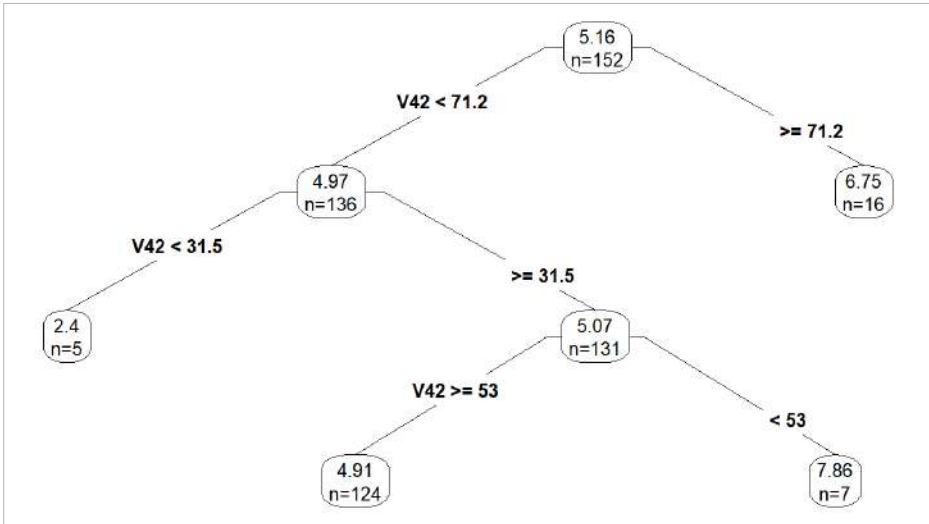 5.16
n=152
V42 < 71.2
>= 71.2
4.97
n=136
6.75
n=16
V42 < 31.5
>= 31.5
2.4
n=5
5.07
n=131
V42 >= 53
< 53
4.91
n=124
7.86
n=7